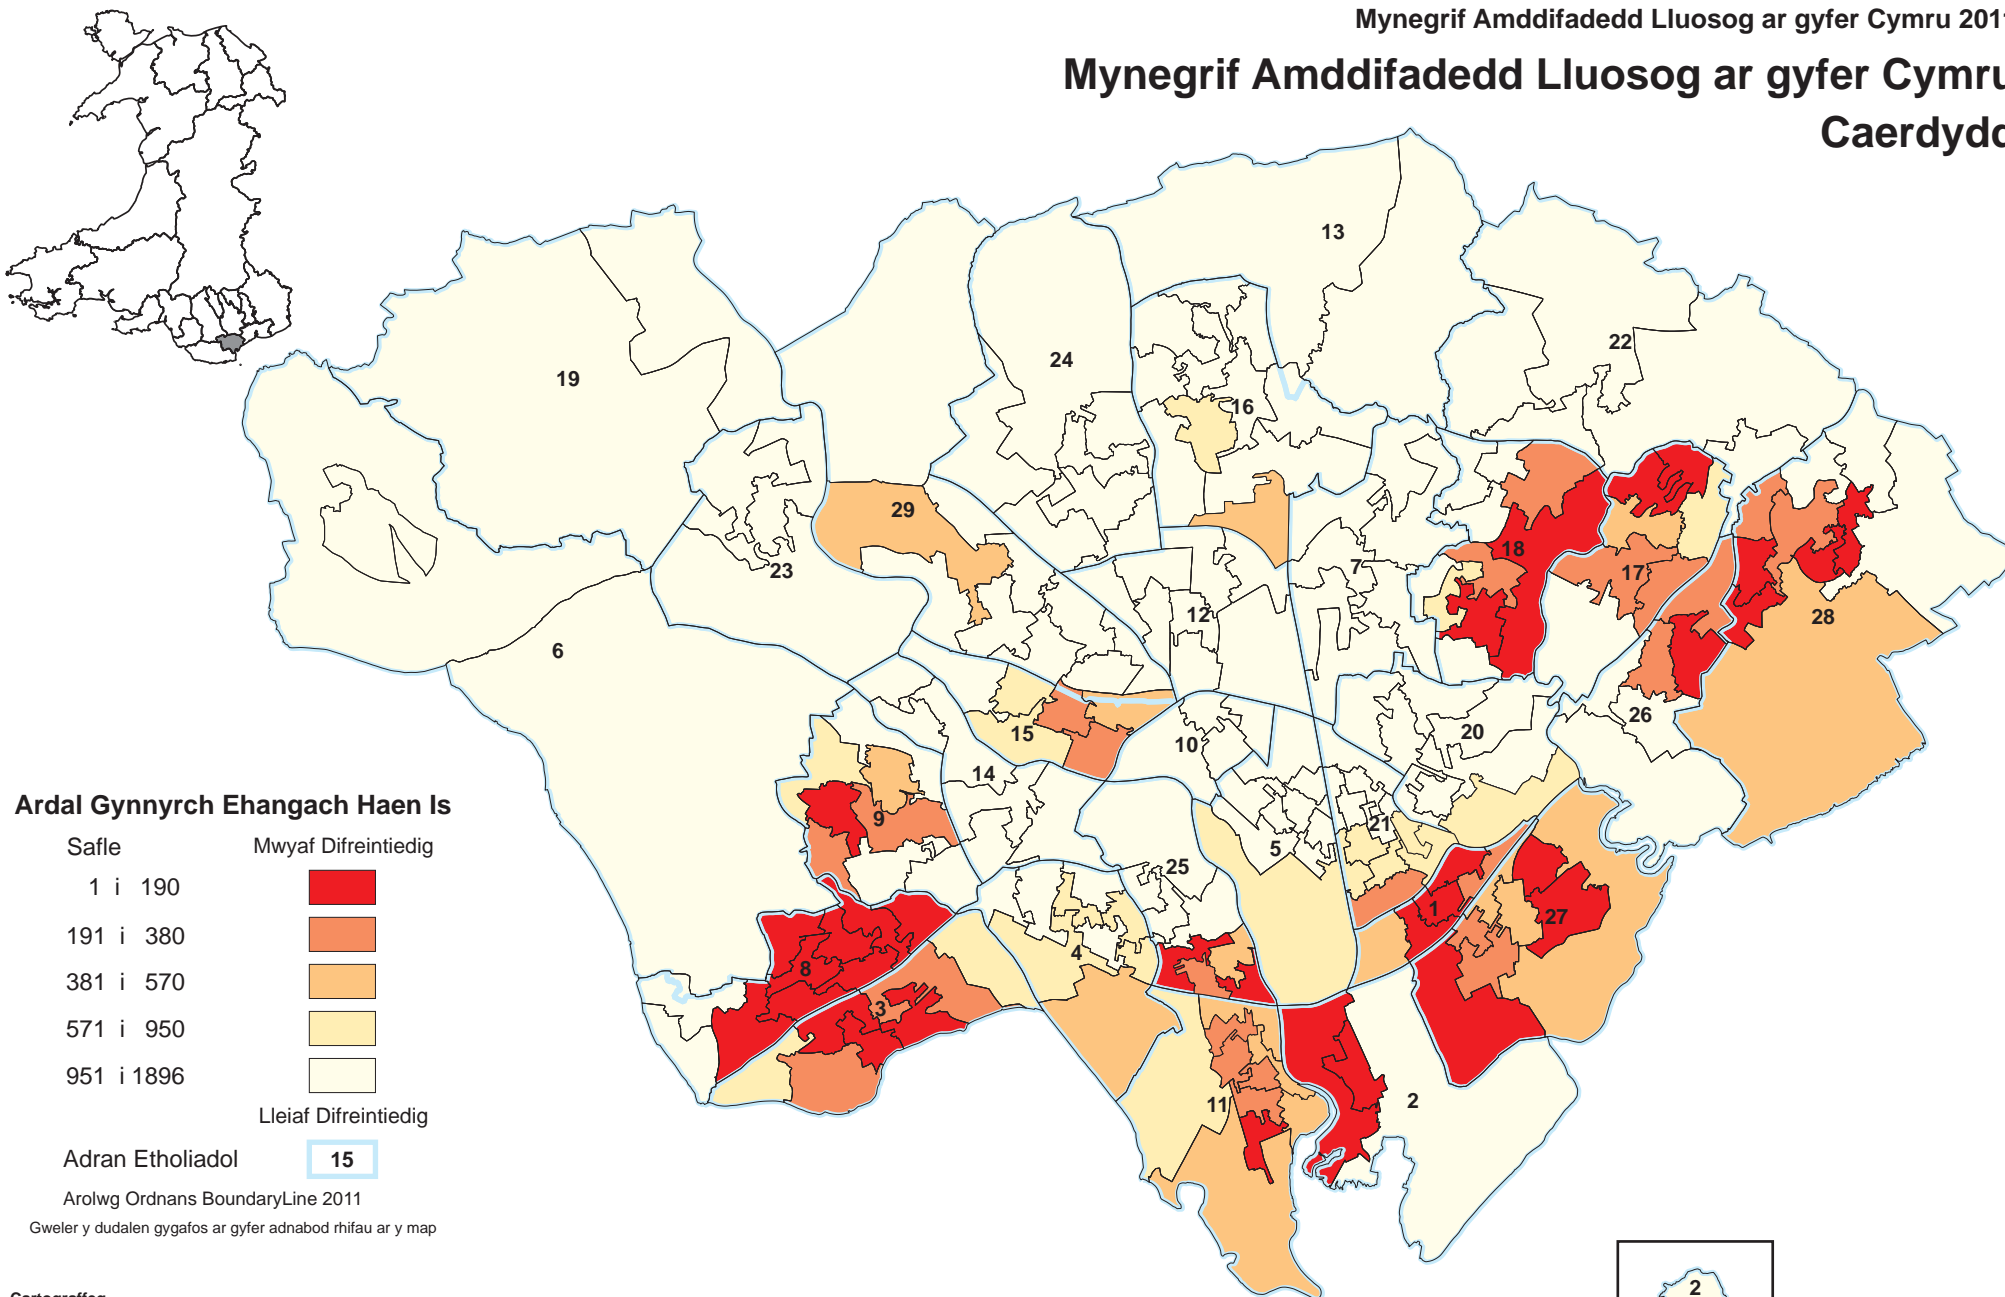 Mynegrif Amddifadedd Lluosog ar gyfer Cymru 201
Mynegrif Amddifadedd Lluosog ar gyfer Cymru
Caerdydd
13
22
24
19
16
29
18
23
7
17
12
28
6
26
15
20
10
14
9
21
5
25
1
27
4
8
3
11
2
2
Ardal Gynnyrch Ehangach Haen Is
Safle
Mwyaf Difreintiedig
1 i 190
191 i 380
381 i 570
571 i 950
951 i 1896
Lleiaf Difreintiedig
Adran Etholiadol 15
Arolwg Ordnans BoundaryLine 2011
Gweler y dudalen gygafos ar gyfer adnabod rhifau ar y map